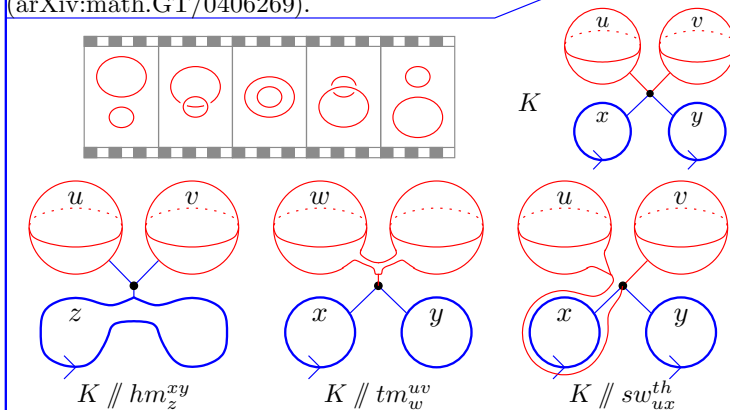 (arXiv:math.GT/0406269).
u v
K
x y
u v
w
u v
z
x y
x y
K ⫽ hm^{xy}_z
K ⫽ tm^{uv}_w
K ⫽ sw^{th}_{ux}